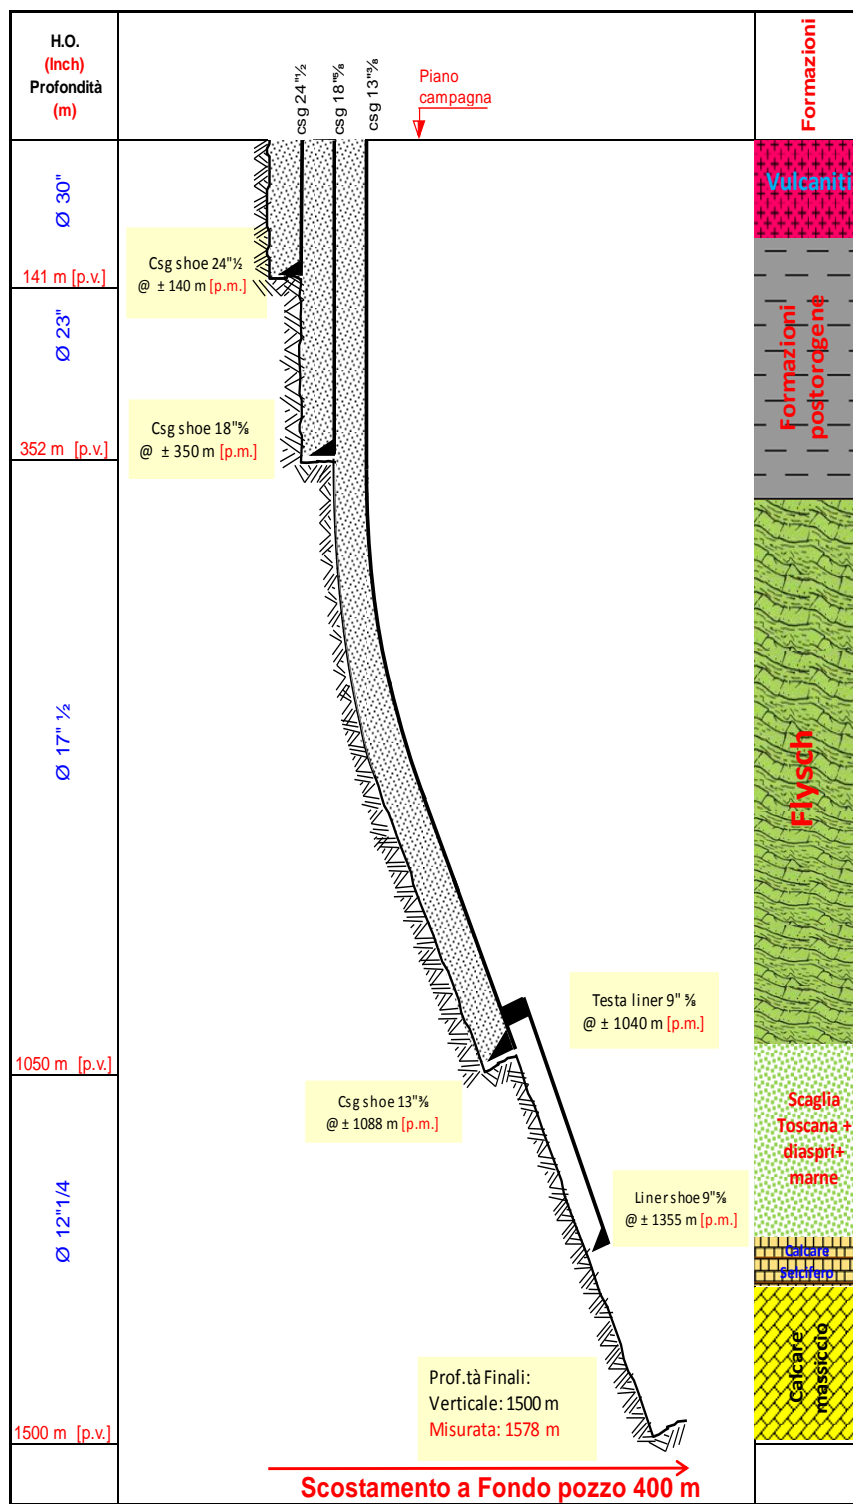 H.O.
(Inch)
Profondità
(m)
csg 24"½
csg 18"⅝
csg 13"⅜
Piano
campagna
Formazioni
Ø 30"
141 m [p.v.]
Csg shoe 24"½
@ ± 140 m [p.m.]
Vulcaniti
Ø 23"
352 m [p.v.]
Csg shoe 18"⅝
@ ± 350 m [p.m.]
Formazioni
postorogene
Ø 17" ½
Flysch
1050 m [p.v.]
Testa liner 9" ⅝
@ ± 1040 m [p.m.]
Csg shoe 13"⅜
@ ± 1088 m [p.m.]
Scaglia
Toscana +
diaspri+
marne
Ø 12"1/4
Liner shoe 9"⅝
@ ± 1355 m [p.m.]
Calcare
Selcifero
Calcare
massiccio
Prof.tà Finali:
Verticale: 1500 m
Misurata: 1578 m
1500 m [p.v.]
Scostamento a Fondo pozzo 400 m